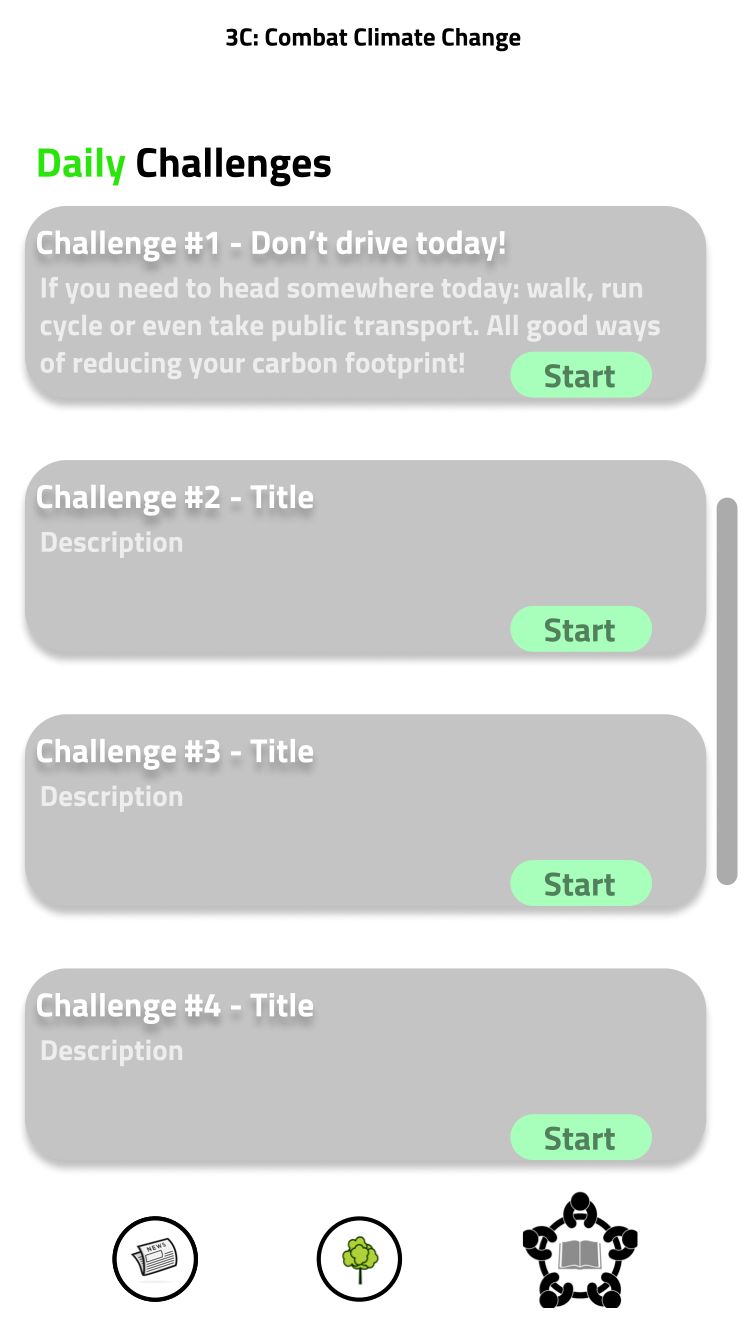 3C: Combat Climate Change
Daily Challenges
Challenge #1 - Don’t drive today!
If you need to head somewhere today: walk, run
cycle or even take public transport. All good ways
of reducing your carbon footprint!
Start
Challenge #2 - Title
Description
Start
Challenge #3 - Title
Description
Start
Challenge #4 - Title
Description
Start
NEWS